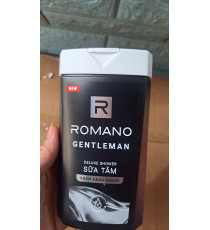 NEW
R
ROMANO
GENTLEMAN
DELUXE SHOWER
SỮA TẮM